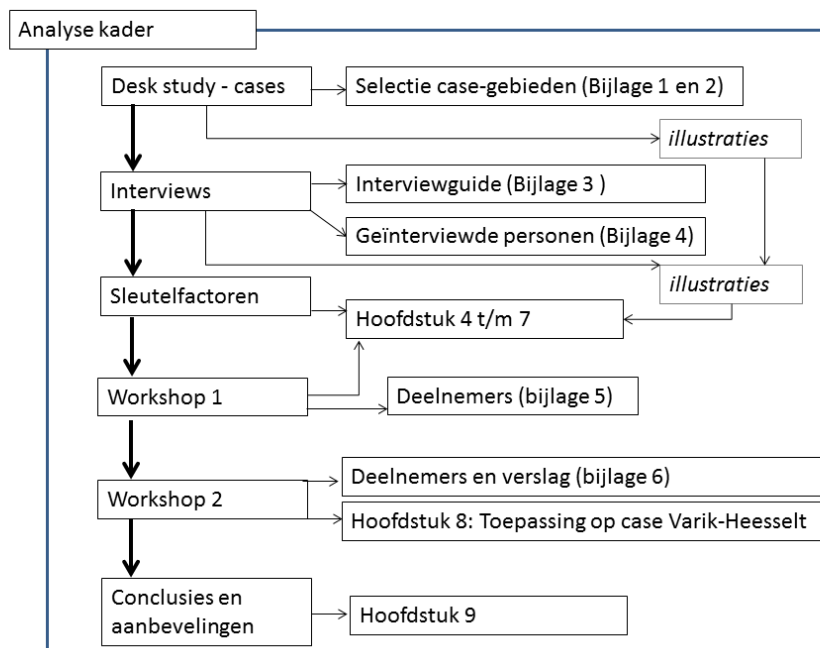 Analyse kader
Desk study - cases
Selectie case-gebieden (Bijlage 1 en 2)
illustraties
Interviews
Interviewguide (Bijlage 3 )
Geïnterviewde personen (Bijlage 4)
illustraties
Sleutelfactoren
Hoofdstuk 4 t/m 7
Workshop 1
Deelnemers (bijlage 5)
Workshop 2
Deelnemers en verslag (bijlage 6)
Hoofdstuk 8: Toepassing op case Varik-Heesselt
Conclusies en
aanbevelingen
Hoofdstuk 9